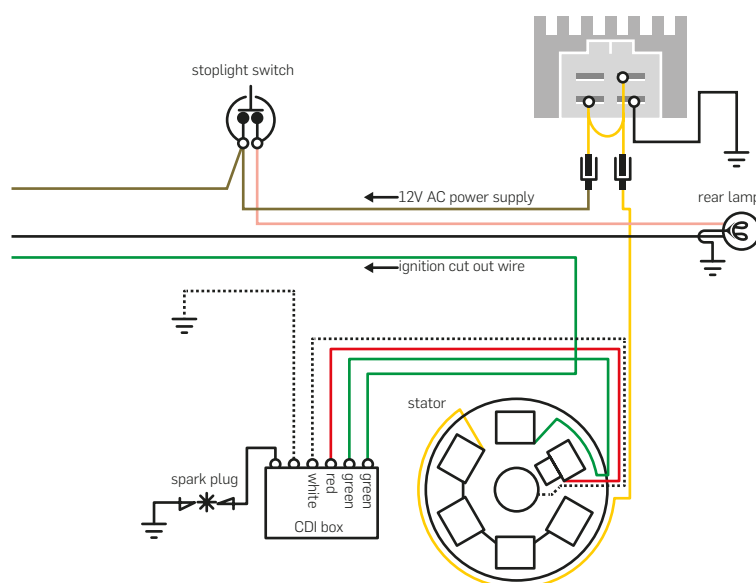 stoplight switch
12V AC power supply
rear lamp
ignition cut out wire
stator
spark plug
white
red
green
green
CDI box